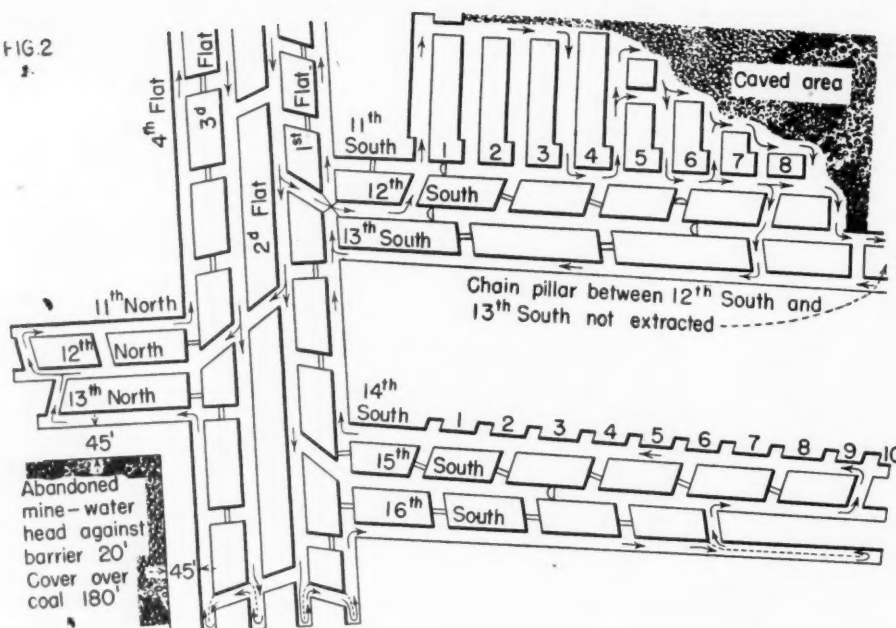 FIG.2
4th Flat
3d Flat
2d Flat
1st Flat
11th South
12th South
13th South
1 2 3 4 5 6 7 8
Caved area
Chain pillar between 12th South and
13th South not extracted
11th North
12th North
13th North
45'
Abandoned
mine-water
head against
barrier 20'
Cover over
coal 180'
45'
14th South
1 2 3 4 5 6 7 8 9 10
15th South
16th South